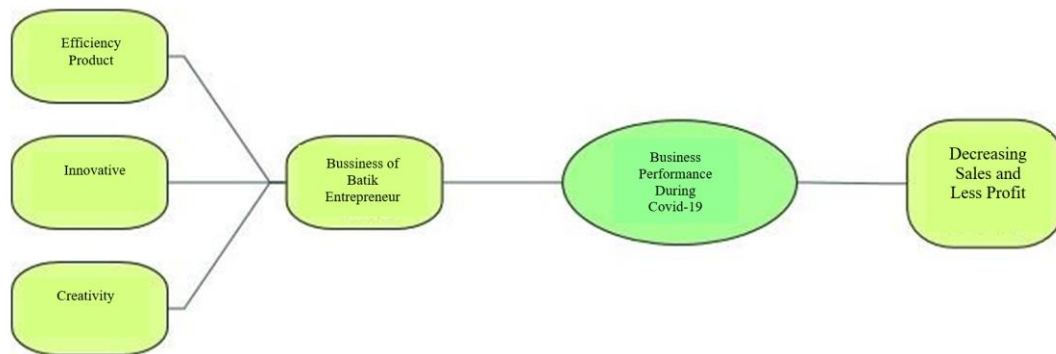 Efficiency
Product
Innovative
Creativity
Bussiness of
Batik
Entrepreneur
Business
Performance
During
Covid-19
Decreasing
Sales and
Less Profit